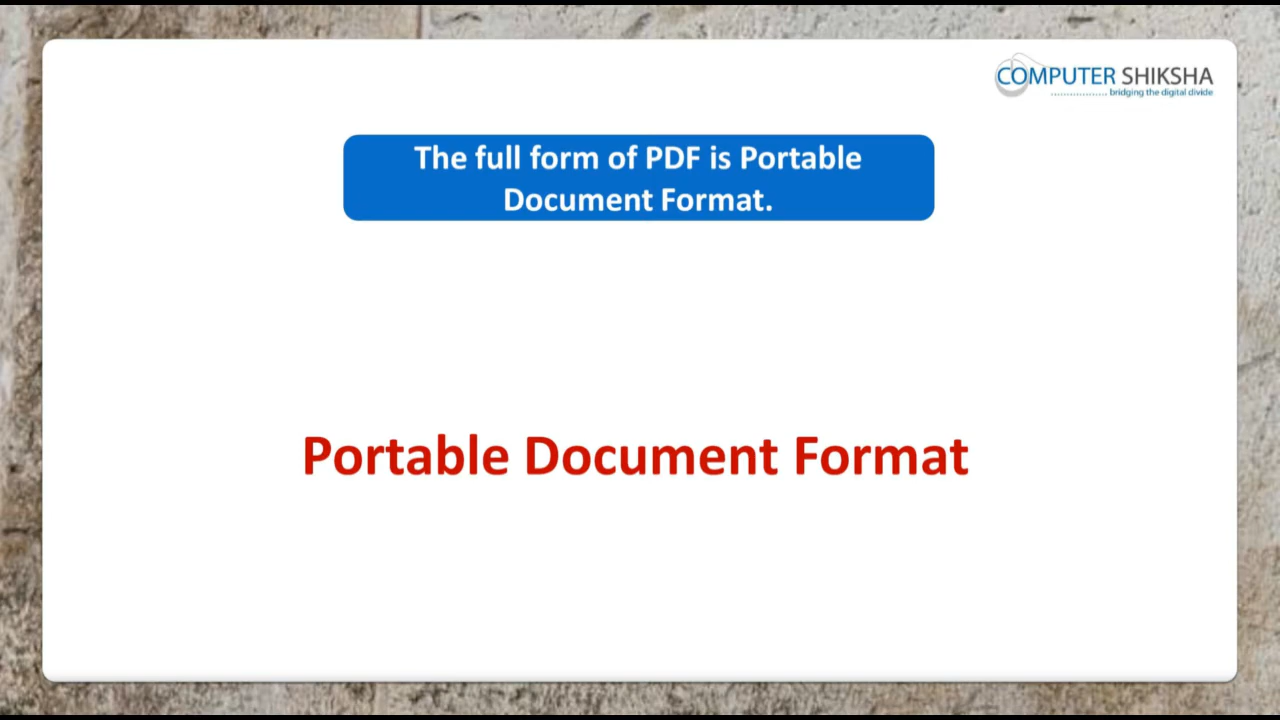 COMPUTER SHIKSHA
bridging the digital divide
The full form of PDF is Portable
Document Format.
Portable Document Format